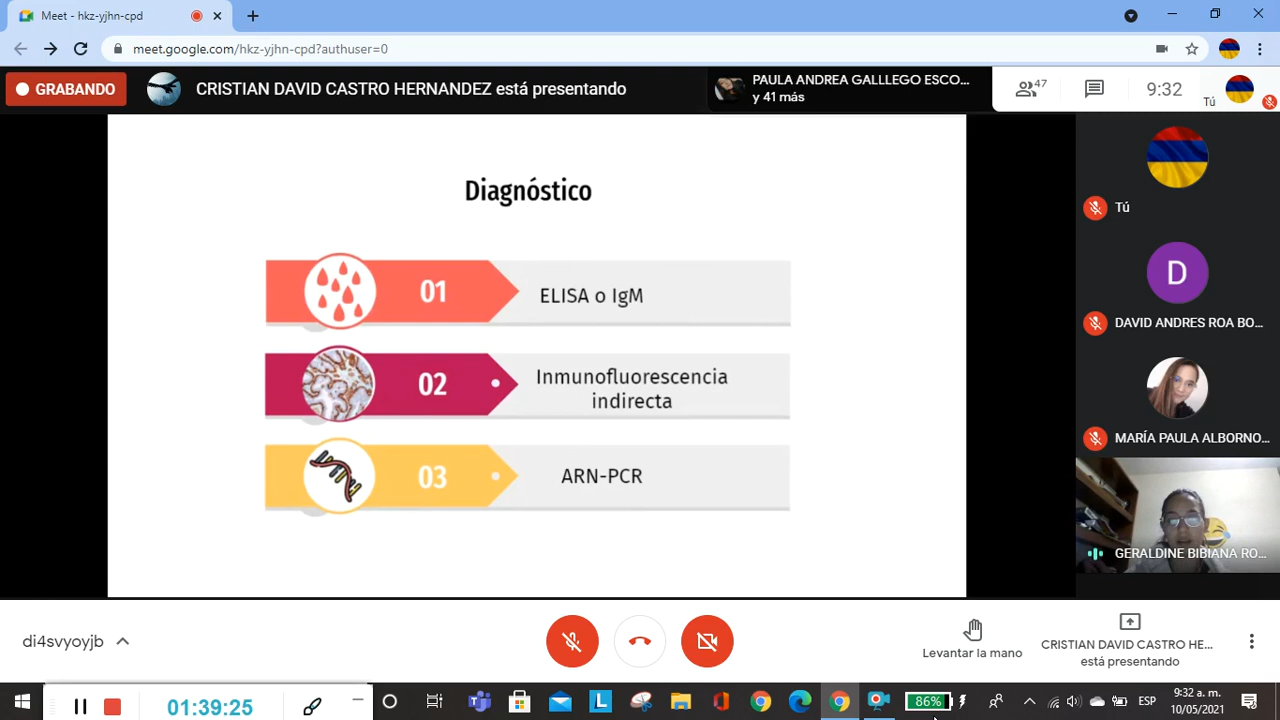 Meet - hkz-yjhn-cpd
meet.google.com/hkz-yjhn-cpd?authuser=0
GRABANDO
CRISTIAN DAVID CASTRO HERNANDEZ está presentando
PAULA ANDREA GALLLEGO ESCO...
y 41 más
47
9:32
Tú
Diagnóstico
01
ELISA o IgM
02
Inmunofluorescencia
indirecta
03
ARN-PCR
Tú
D
DAVID ANDRES ROA BO...
MARÍA PAULA ALBORNO...
GERALDINE BIBIANA RO...
di4svyoyjb
Levantar la mano
CRISTIAN DAVID CASTRO HE...
está presentando
01:39:25
L
86%
ESP
9:32 a. m.
10/05/2021